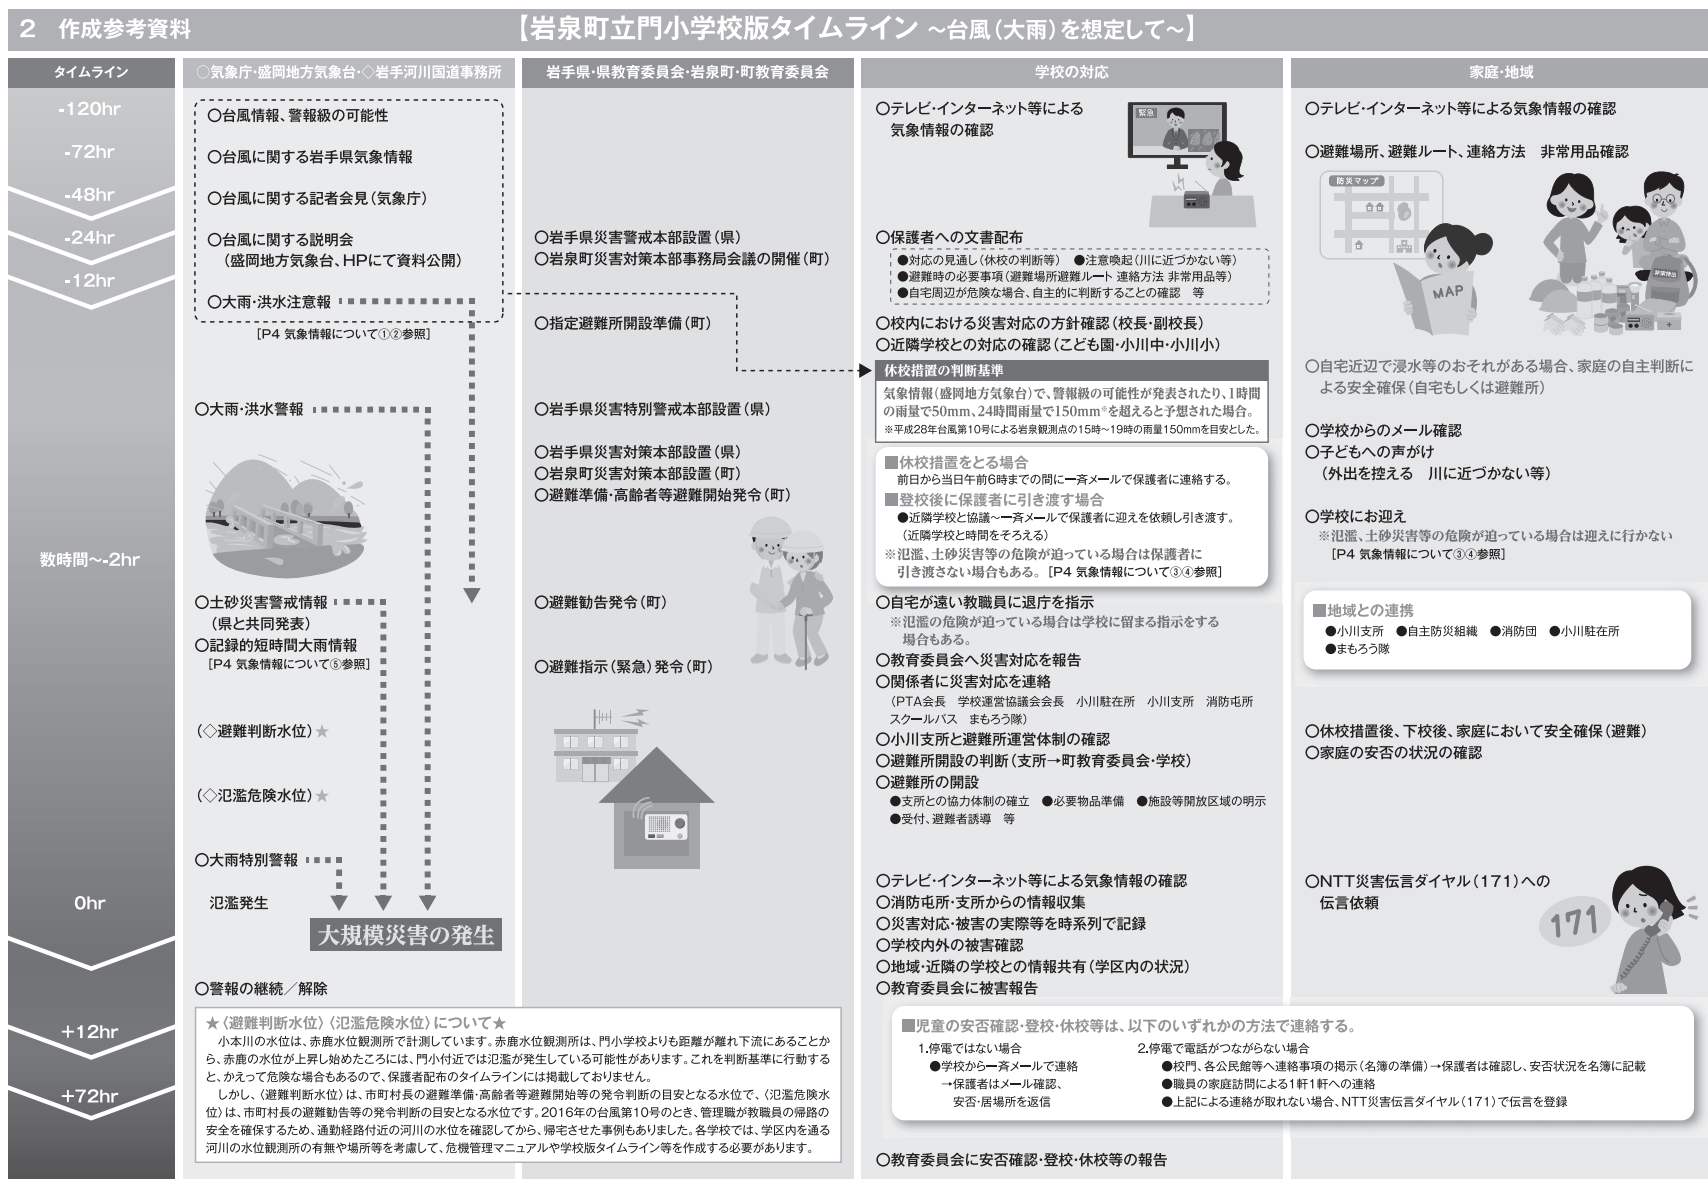 2　作成参考資料
【岩泉町立門小学校版タイムライン ～台風（大雨）を想定して～】
タイムライン
-120hr
-72hr
-48hr
-24hr
-12hr
数時間～-2hr
0hr
+12hr
+72hr
○気象庁・盛岡地方気象台・◇岩手河川国道事務所
○台風情報、警報級の可能性
○台風に関する岩手県気象情報
○台風に関する記者会見（気象庁）
○台風に関する説明会
（盛岡地方気象台、HPにて資料公開）
○大雨・洪水注意報
［P4 気象情報について①②参照］
○大雨・洪水警報
○土砂災害警戒情報
（県と共同発表）
○記録的短時間大雨情報
［P4 気象情報について⑤参照］
（◇避難判断水位）★
（◇氾濫危険水位）★
○大雨特別警報
氾濫発生
大規模災害の発生
○警報の継続／解除
岩手県・県教育委員会・岩泉町・町教育委員会
○岩手県災害警戒本部設置（県）
○岩泉町災害対策本部事務局会議の開催（町）
○指定避難所開設準備（町）
○岩手県災害特別警戒本部設置（県）
○岩手県災害対策本部設置（県）
○岩泉町災害対策本部設置（町）
○避難準備・高齢者等避難開始発令（町）
○避難勧告発令（町）
○避難指示（緊急）発令（町）
★〈避難判断水位〉〈氾濫危険水位〉について★
小本川の水位は、赤鹿水位観測所で計測しています。赤鹿水位観測所は、門小学校よりも距離が離れ下流にあることか
ら、赤鹿の水位が上昇し始めたころには、門小付近では氾濫が発生している可能性があります。これを判断基準に行動する
と、かえって危険な場合もあるので、保護者配布のタイムラインには掲載しておりません。
しかし、〈避難判断水位〉は、市町村長の避難準備・高齢者等避難開始等の発令判断の目安となる水位で、〈氾濫危険水
位〉は、市町村長の避難勧告等の発令判断の目安となる水位です。2016年の台風第10号のとき、管理職が教職員の帰路の
安全を確保するため、通勤経路付近の河川の水位を確認してから、帰宅させた事例もありました。各学校では、学区内を通る
河川の水位観測所の有無や場所等を考慮して、危機管理マニュアルや学校版タイムライン等を作成する必要があります。
学校の対応
○テレビ・インターネット等による
気象情報の確認
緊急
○保護者への文書配布
●対応の見通し（休校の判断等）　●注意喚起（川に近づかない等）
●避難時の必要事項（避難場所避難ルート 連絡方法 非常用品等）
●自宅周辺が危険な場合、自主的に判断することの確認　等
○校内における災害対応の方針確認（校長・副校長）
○近隣学校との対応の確認（こども園・小川中・小川小）
休校措置の判断基準
気象情報（盛岡地方気象台）で、警報級の可能性が発表されたり、1時間
の雨量で50mm、24時間雨量で150mm※を超えると予想された場合。
※平成28年台風第10号による岩泉観測点の15時～19時の雨量150mmを目安とした。
■休校措置をとる場合
前日から当日午前6時までの間に一斉メールで保護者に連絡する。
■登校後に保護者に引き渡す場合
●近隣学校と協議～一斉メールで保護者に迎えを依頼し引き渡す。
（近隣学校と時間をそろえる）
※氾濫、土砂災害等の危険が迫っている場合は保護者に
引き渡さない場合もある。［P4 気象情報について③④参照］
○自宅が遠い教職員に退庁を指示
※氾濫の危険が迫っている場合は学校に留まる指示をする
場合もある。
○教育委員会へ災害対応を報告
○関係者に災害対応を連絡
（PTA会長　学校運営協議会会長　小川駐在所　小川支所　消防屯所
スクールバス　まもろう隊）
○小川支所と避難所運営体制の確認
○避難所開設の判断（支所→町教育委員会・学校）
○避難所の開設
●支所との協力体制の確立　●必要物品準備　●施設等開放区域の明示
●受付、避難者誘導　等
○テレビ・インターネット等による気象情報の確認
○消防屯所・支所からの情報収集
○災害対応・被害の実際等を時系列で記録
○学校内外の被害確認
○地域・近隣の学校との情報共有（学区内の状況）
○教育委員会に被害報告
■児童の安否確認・登校・休校等は、以下のいずれかの方法で連絡する。
1.停電ではない場合
●学校から一斉メールで連絡
→保護者はメール確認、
安否・居場所を返信
2.停電で電話がつながらない場合
●校門、各公民館等へ連絡事項の掲示（名簿の準備）→保護者は確認し、安否状況を名簿に記載
●職員の家庭訪問による1軒1軒への連絡
●上記による連絡が取れない場合、NTT災害伝言ダイヤル（171）で伝言を登録
○教育委員会に安否確認・登校・休校等の報告
家庭・地域
○テレビ・インターネット等による気象情報の確認
○避難場所、避難ルート、連絡方法　非常用品確認
防災マップ
MAP
非常持出
○自宅近辺で浸水等のおそれがある場合、家庭の自主判断に
よる安全確保（自宅もしくは避難所）
○学校からのメール確認
○子どもへの声がけ
（外出を控える　川に近づかない等）
○学校にお迎え
※氾濫、土砂災害等の危険が迫っている場合は迎えに行かない
［P4 気象情報について③④参照］
■地域との連携
●小川支所　●自主防災組織　●消防団　●小川駐在所
●まもろう隊
○休校措置後、下校後、家庭において安全確保（避難）
○家庭の安否の状況の確認
○NTT災害伝言ダイヤル（171）への
伝言依頼
171